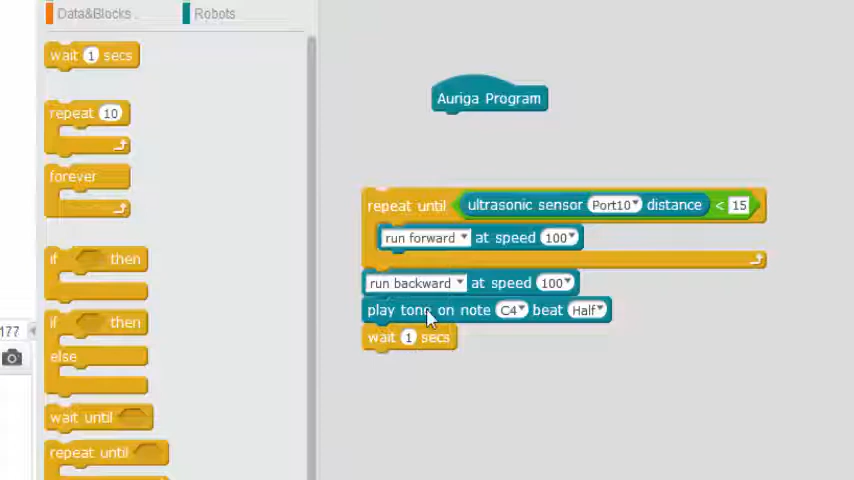 Data&Blocks
Robots
wait 1 secs
repeat 10
forever
if then
if then
else
wait until
repeat until
177
Auriga Program
repeat until ultrasonic sensor Port10 distance < 15
run forward at speed 100
run backward at speed 100
play tone on note C4 beat Half
wait 1 secs